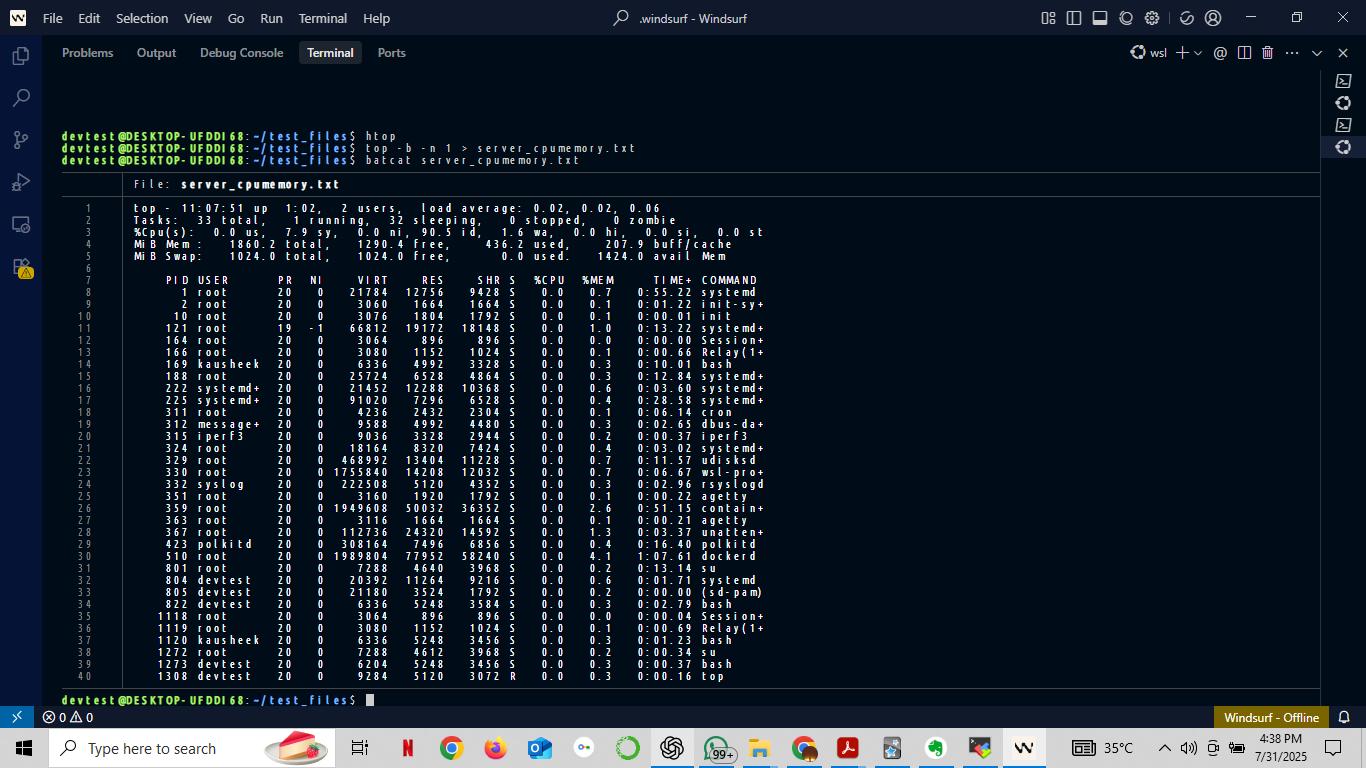 File Edit Selection View Go Run Terminal Help .windsurf - Windsurf
Problems Output Debug Console Terminal Ports wsl
devtest@DESKTOP-UFDDI68:~/test_files$ htop
devtest@DESKTOP-UFDDI68:~/test_files$ top -b -n 1 > server_cpumemory.txt
devtest@DESKTOP-UFDDI68:~/test_files$ batcat server_cpumemory.txt
File: server_cpumemory.txt
1 top - 11:07:51 up 1:02, 2 users, load average: 0.02, 0.02, 0.06
2 Tasks: 33 total, 1 running, 32 sleeping, 0 stopped, 0 zombie
3 %Cpu(s): 0.0 us, 7.9 sy, 0.0 ni, 90.5 id, 1.6 wa, 0.0 hi, 0.0 si, 0.0 st
4 MiB Mem : 1860.2 total, 1290.4 free, 436.2 used, 207.9 buff/cache
5 MiB Swap: 1024.0 total, 1024.0 free, 0.0 used. 1424.0 avail Mem
6
7 PID USER PR NI VIRT RES SHR S %CPU %MEM TIME+ COMMAND
8 1 root 20 0 21784 12756 9428 S 0.0 0.7 0:55.22 systemd
9 2 root 20 0 3060 1664 1664 S 0.0 0.1 0:01.22 init-sy+
10 10 root 20 0 3076 1804 1792 S 0.0 0.1 0:00.01 init
11 121 root 19 -1 66812 19172 18148 S 0.0 1.0 0:13.22 systemd+
12 164 root 20 0 3064 896 896 S 0.0 0.0 0:00.00 Session+
13 166 root 20 0 3080 1152 1024 S 0.0 0.1 0:00.66 Relay(1+
14 169 kausheek 20 0 6336 4992 3328 S 0.0 0.3 0:10.01 bash
15 188 root 20 0 25724 6528 4864 S 0.0 0.3 0:12.84 systemd+
16 222 systemd+ 20 0 21452 12288 10368 S 0.0 0.6 0:03.60 systemd+
17 225 systemd+ 20 0 91020 7296 6528 S 0.0 0.4 0:28.58 systemd+
18 311 root 20 0 4236 2432 2304 S 0.0 0.1 0:06.14 cron
19 312 message+ 20 0 9588 4992 4480 S 0.0 0.3 0:02.65 dbus-da+
20 315 iperf3 20 0 9036 3328 2944 S 0.0 0.2 0:00.37 iperf3
21 324 root 20 0 18164 8320 7424 S 0.0 0.4 0:03.02 systemd+
22 329 root 20 0 468992 13404 11228 S 0.0 0.7 0:11.57 udisksd
23 330 root 20 0 1755840 14208 12032 S 0.0 0.7 0:06.67 wsl-pro+
24 332 syslog 20 0 222508 5120 4352 S 0.0 0.3 0:02.96 rsyslogd
25 351 root 20 0 3160 1920 1792 S 0.0 0.1 0:00.22 agetty
26 359 root 20 0 1949608 50032 36352 S 0.0 2.6 0:51.15 contain+
27 363 root 20 0 3116 1664 1664 S 0.0 0.1 0:00.21 agetty
28 367 root 20 0 112736 24320 14592 S 0.0 1.3 0:03.37 unatten+
29 423 polkitd 20 0 308164 7496 6856 S 0.0 0.4 0:16.40 polkitd
30 510 root 20 0 1989804 77952 58240 S 0.0 4.1 1:07.61 dockerd
31 801 root 20 0 7288 4640 3968 S 0.0 0.2 0:13.14 su
32 804 devtest 20 0 20392 11264 9216 S 0.0 0.6 0:01.71 systemd
33 805 devtest 20 0 21180 3524 1792 S 0.0 0.2 0:00.00 (sd-pam)
34 822 devtest 20 0 6336 5248 3584 S 0.0 0.3 0:02.79 bash
35 1118 root 20 0 3064 896 896 S 0.0 0.0 0:00.04 Session+
36 1119 root 20 0 3080 1152 1024 S 0.0 0.1 0:00.69 Relay(1+
37 1120 kausheek 20 0 6336 5248 3456 S 0.0 0.3 0:01.23 bash
38 1272 root 20 0 7288 4612 3968 S 0.0 0.2 0:00.34 su
39 1273 devtest 20 0 6204 5248 3456 S 0.0 0.3 0:00.37 bash
40 1308 devtest 20 0 9284 5120 3072 R 0.0 0.3 0:00.16 top
devtest@DESKTOP-UFDDI68:~/test_files$
0 0 Windsurf - Offline
Type here to search 99+ 35°C 4:38 PM
7/31/2025